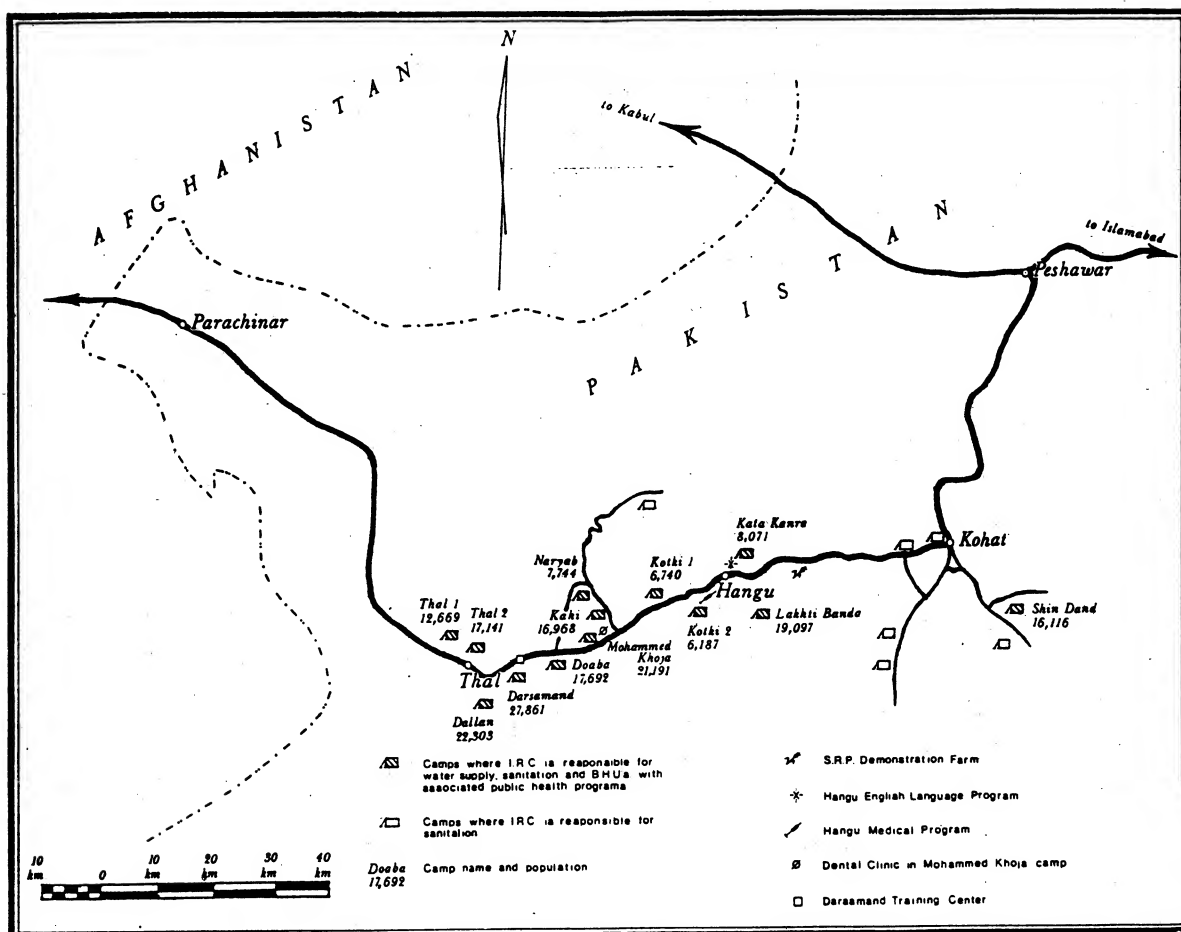 N
AFGHANISTAN
to Kabul
PAKISTAN
to Islamabad
Peshawar
Parachinar
Kata Kanra
8,071
Kohat
Naryab
7,744
Kotki 1
6,740
Hangu
Thal 1
12,669
Thal 2
17,141
Kahi
16,968
Kotki 2
6,187
Lakhti Banda
19,097
Shin Dand
16,116
Mohammed
Khoja
21,191
Thal
Doaba
17,692
Darsamand
27,861
Dallan
22,303
Camps where I.R.C is responsible for
water supply, sanitation and BHUs with
associated public health programs
Camps where IRC is responsible for
sanitation
Doaba
17,692
Camp name and population
S.R.P. Demonstration Farm
Hangu English Language Program
Hangu Medical Program
Dental Clinic in Mohammed Khoja camp
Daraamand Training Center
10 0 10 20 30 40
km km km km km km